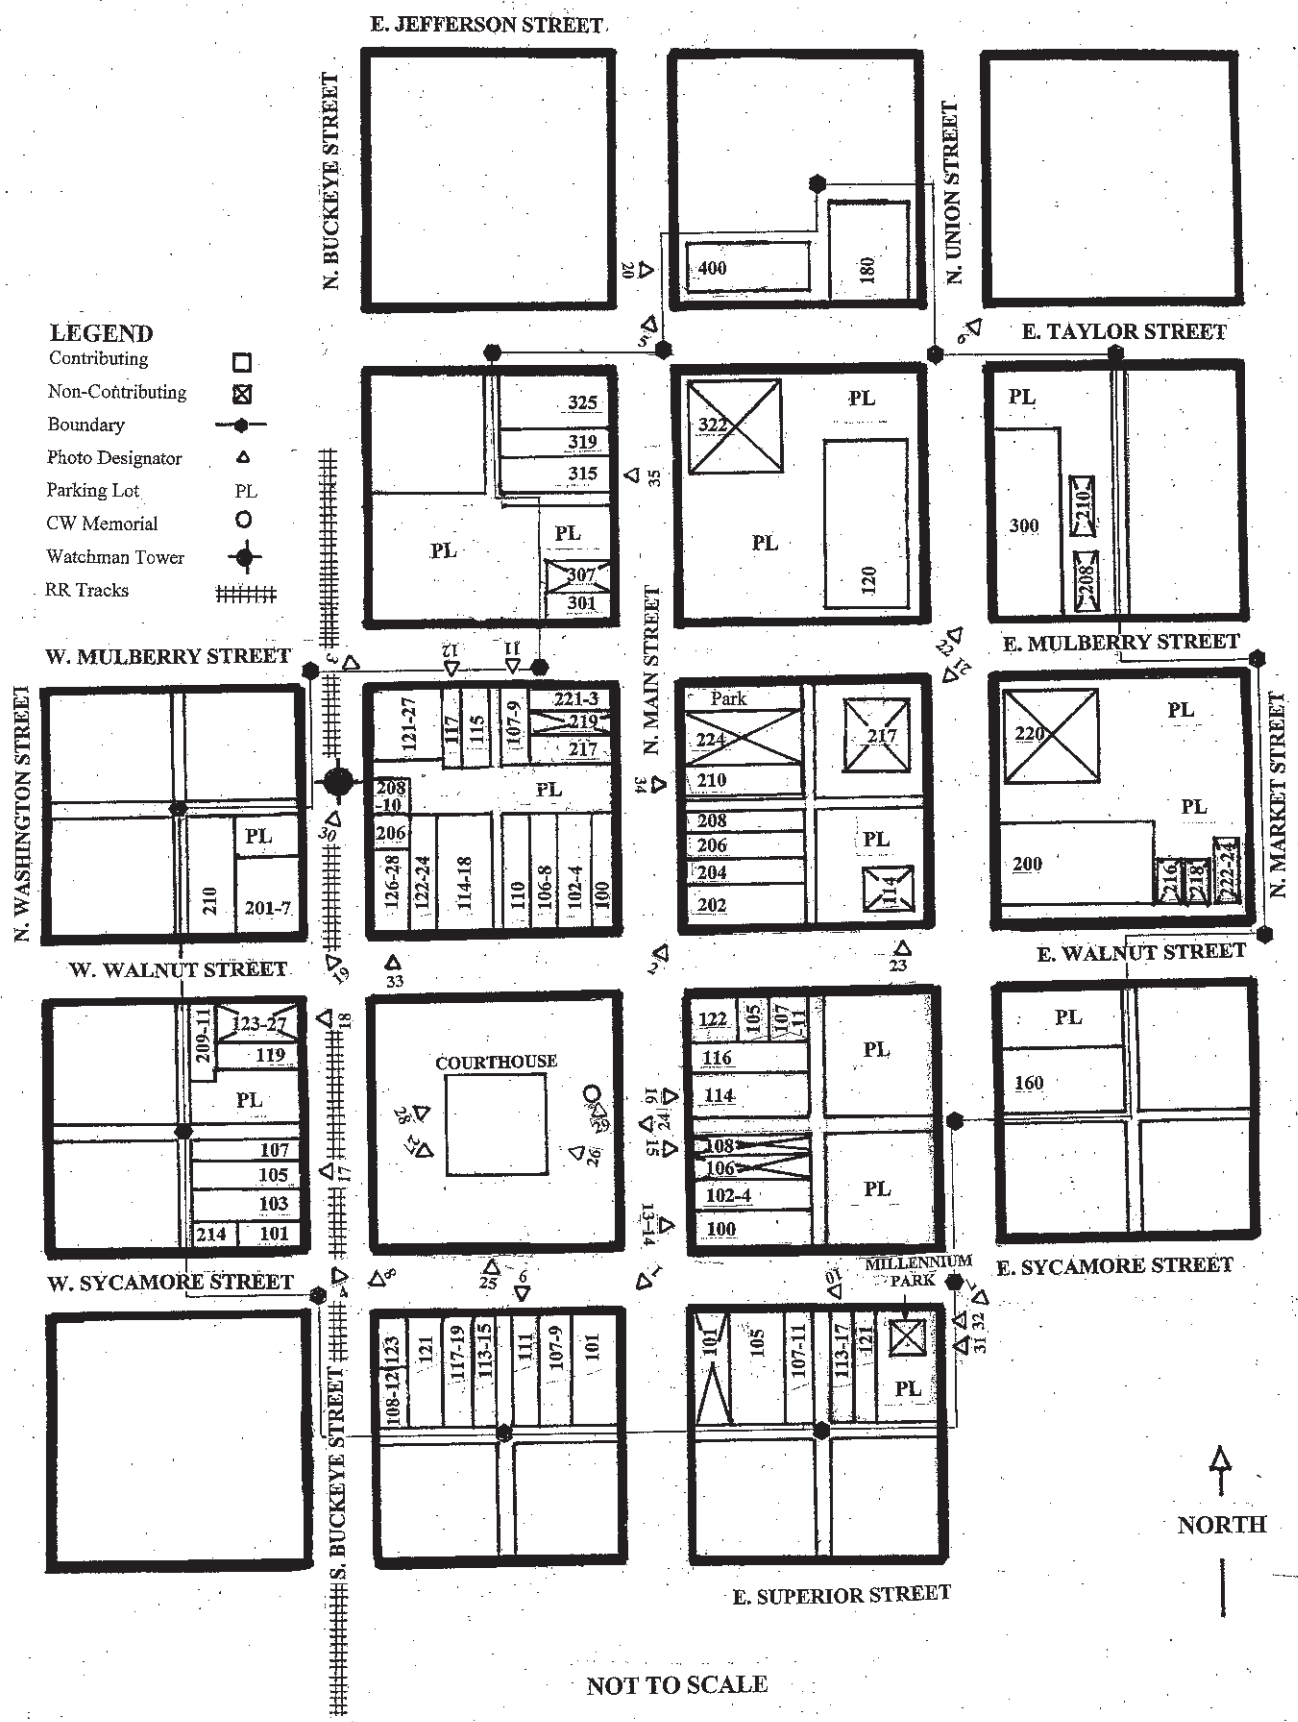 E. JEFFERSON STREET
N. BUCKEYE STREET
N. UNION STREET
400
180
20
5
9
E. TAYLOR STREET
LEGEND
Contributing
Non-Contributing
Boundary
Photo Designator
Parking Lot PL
CW Memorial
Watchman Tower
RR Tracks
325
319
315
PL
PL
307
301
35
322
PL
PL
120
PL
300
210
208
N. MAIN STREET
W. MULBERRY STREET
3
12
11
22
21
E. MULBERRY STREET
N. WASHINGTON STREET
PL
210
201-7
30
121-27
117
115
107-9
221-3
219
217
208
-10
PL
206
126-28
122-24
114-18
110
106-8
102-4
100
34
Park
224
210
208
206
204
202
217
PL
114
220
PL
PL
200
216
218
222-24
N. MARKET STREET
W. WALNUT STREET
19
33
2
23
E. WALNUT STREET
209-11
123-27
119
PL
107
105
103
214
101
18
17
COURTHOUSE
28
27
29
26
16
24
15
13-14
122
105
107
-11
116
114
PL
108
106
102-4
100
PL
PL
160
W. SYCAMORE STREET
4
8
25
6
1
10
MILLENNIUM
PARK
E. SYCAMORE STREET
7
32
31
123
108-12
121
117-19
113-15
111
107-9
101
101
105
107-11
113-17
121
PL
S. BUCKEYE STREET
NORTH
E. SUPERIOR STREET
NOT TO SCALE